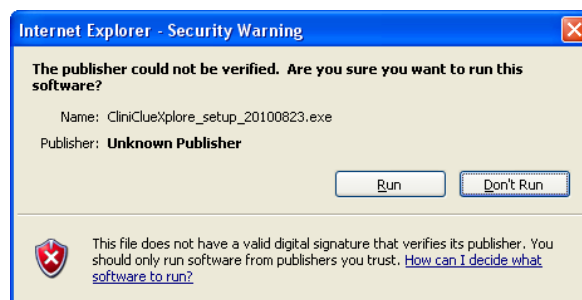 Internet Explorer - Security Warning
The publisher could not be verified. Are you sure you want to run this
software?
Name: CliniClueXplore_setup_20100823.exe
Publisher: Unknown Publisher
Run Don't Run
This file does not have a valid digital signature that verifies its publisher. You
should only run software from publishers you trust. How can I decide what
software to run?